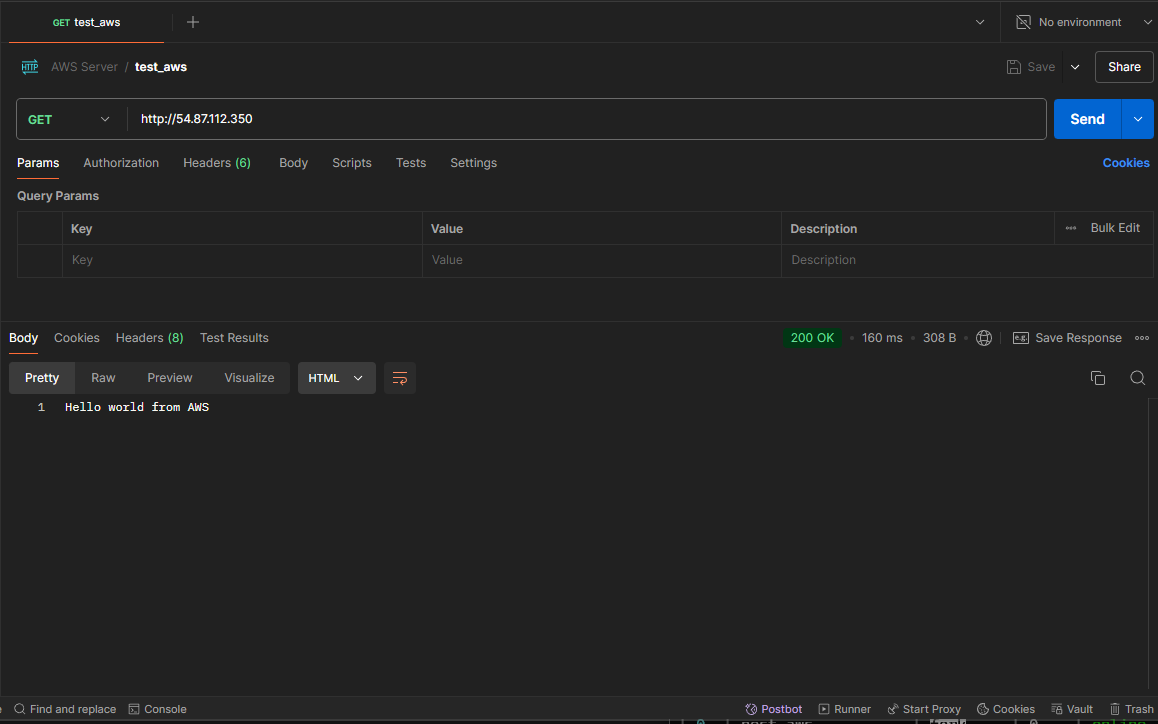 GET test_aws
No environment
HTTP AWS Server / test_aws
Save
Share
GET
http://54.87.112.350
Send
Params Authorization Headers (6) Body Scripts Tests Settings
Cookies
Query Params
Key Value Description Bulk Edit
Key Value Description
Body Cookies Headers (8) Test Results
200 OK • 160 ms • 308 B •
e.g. Save Response
Pretty Raw Preview Visualize HTML
1 Hello world from AWS
Find and replace Console
Postbot Runner Start Proxy Cookies Vault Trash